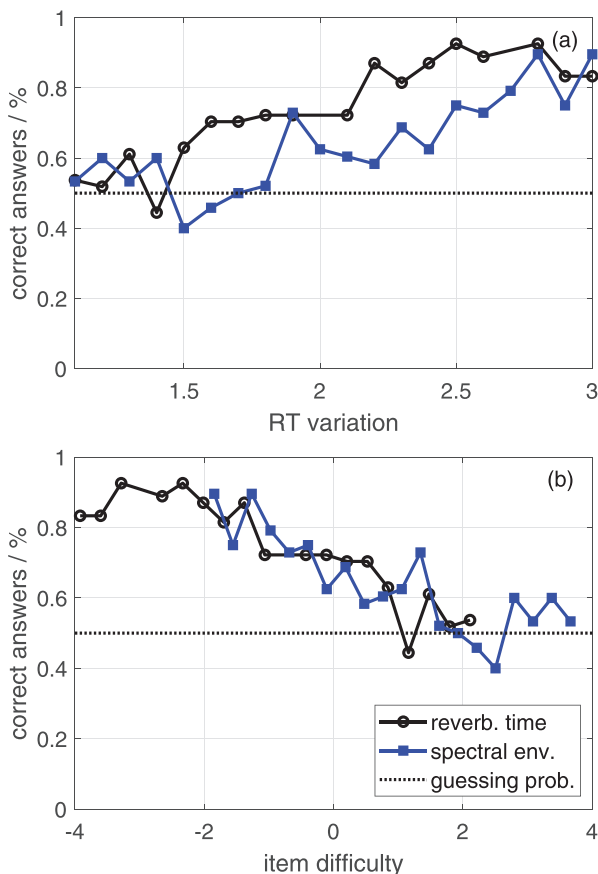 (a)
correct answers / %
1
0.8
0.6
0.4
0.2
0
1.5
2
2.5
3
RT variation
(b)
correct answers / %
1
0.8
0.6
0.4
0.2
0
reverb. time
spectral env.
guessing prob.
-4
-2
0
2
4
item difficulty